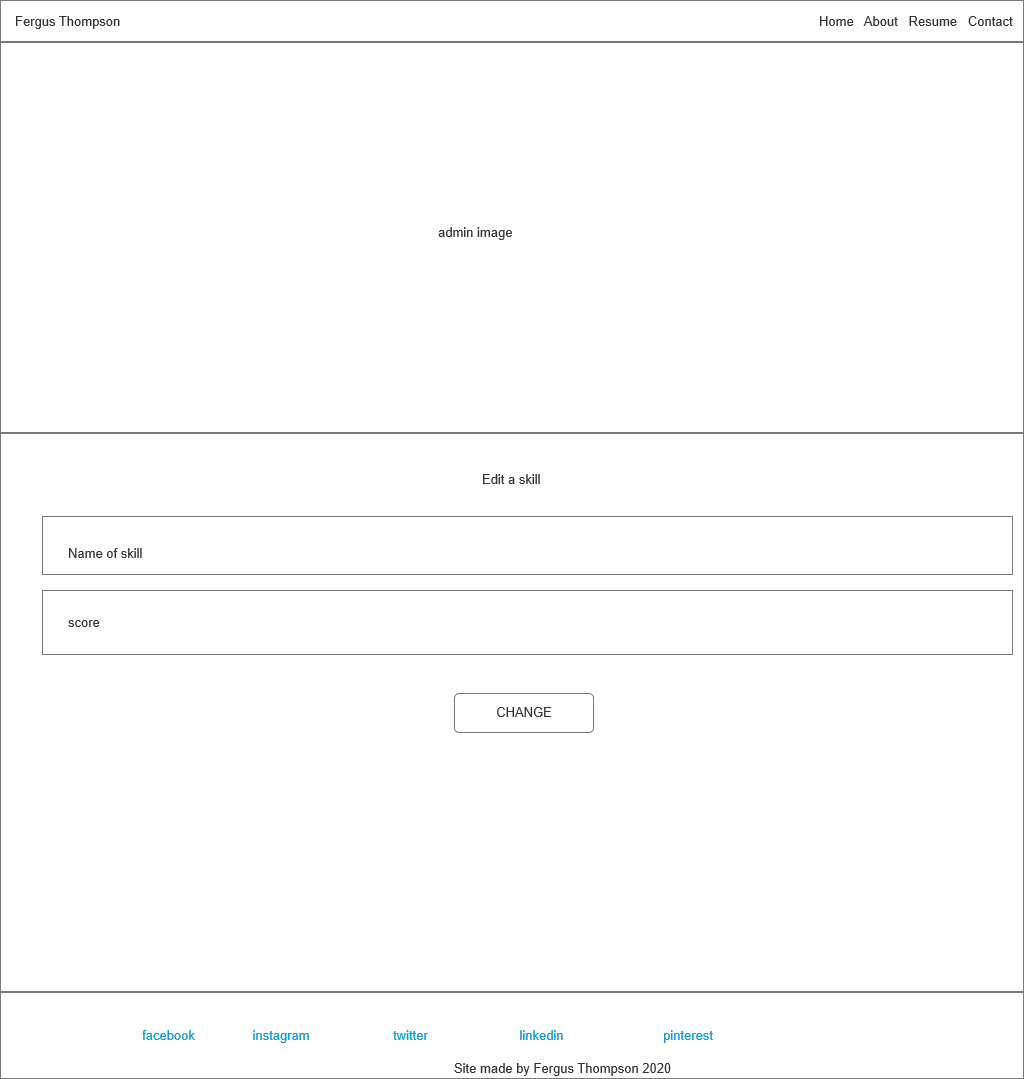 Fergus Thompson Home About Resume Contact
admin image
Edit a skill
Name of skill
score
CHANGE
facebook instagram twitter linkedin pinterest
Site made by Fergus Thompson 2020